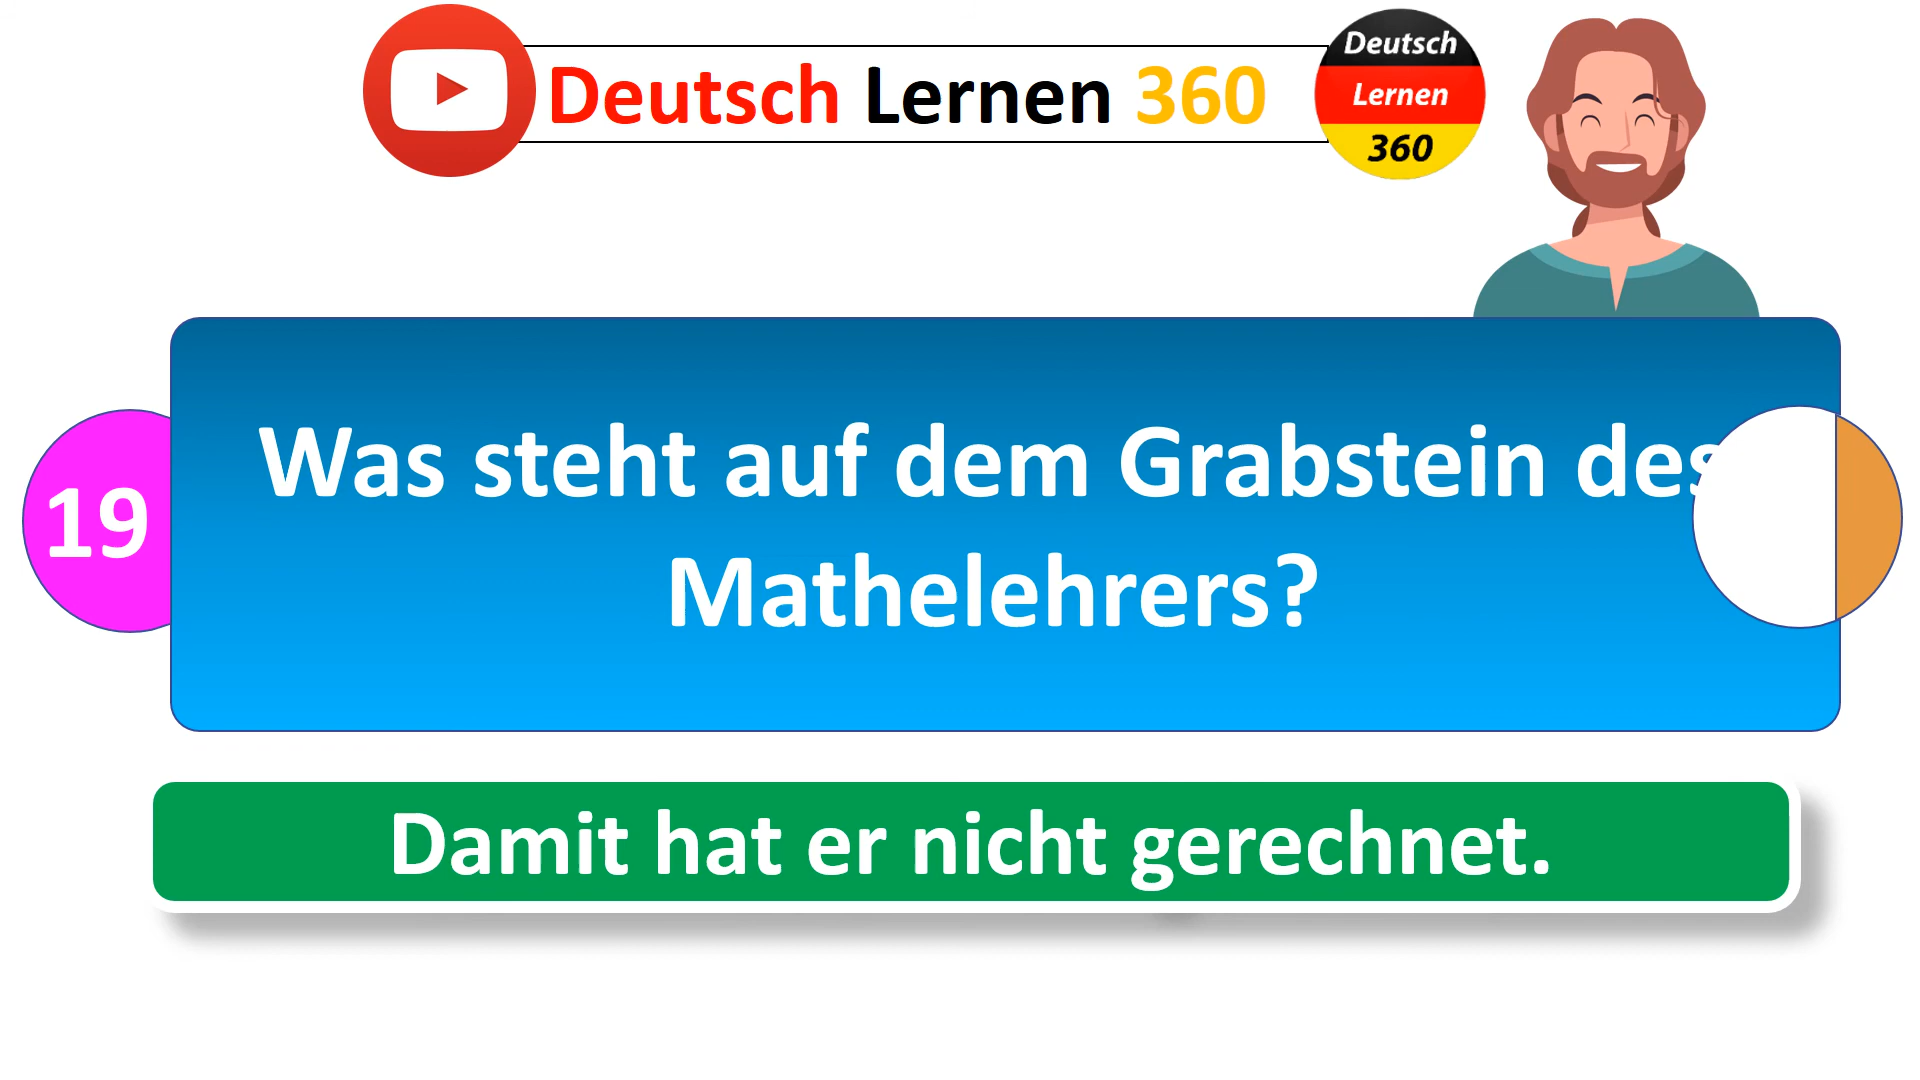 Deutsch Lernen 360
Deutsch
Lernen
360
19
Was steht auf dem Grabstein des
Mathelehrers?
Damit hat er nicht gerechnet.